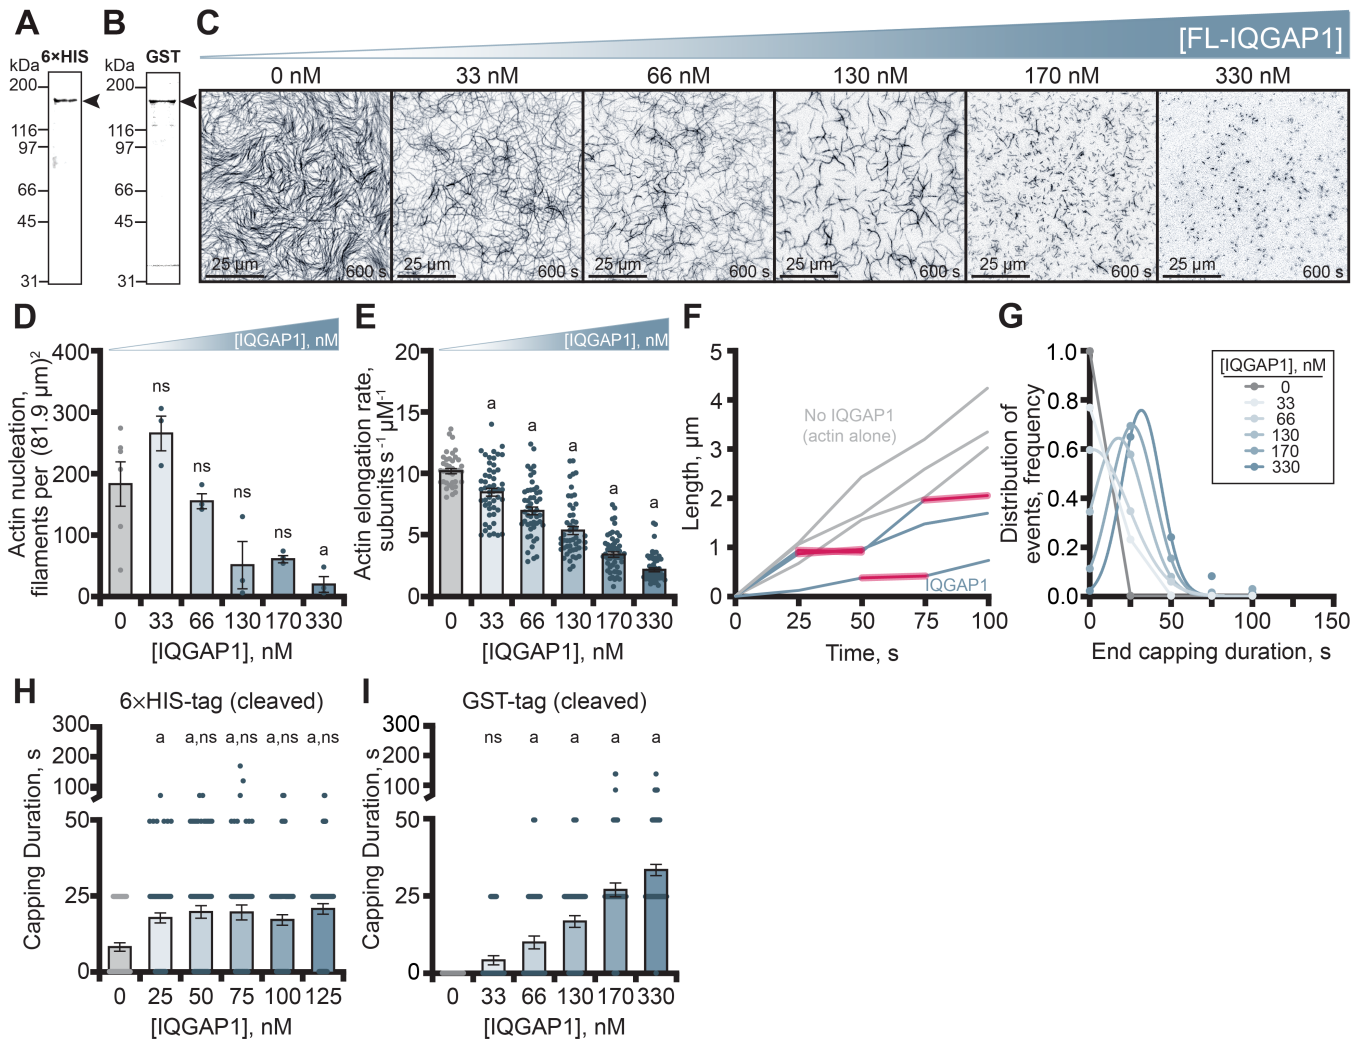 A
B
C
6×HIS
GST
kDa
200
116
97
66
45
31
kDa
200
116
97
66
45
31
[FL-IQGAP1]
0 nM
33 nM
66 nM
130 nM
170 nM
330 nM
25 µm
600 s
25 µm
600 s
25 µm
600 s
25 µm
600 s
25 µm
600 s
25 µm
600 s
D
[IQGAP1], nM
Actin nucleation,
filaments per (81.9 µm)²
400
300
200
100
0
ns
ns
ns
ns
a
0 33 66 130 170 330
[IQGAP1], nM
E
[IQGAP1], nM
Actin elongation rate,
subunits s⁻¹ µM⁻¹
20
15
10
5
0
a
a
a
a
a
0 33 66 130 170 330
[IQGAP1], nM
F
Length, µm
5
4
3
2
1
0
No IQGAP1
(actin alone)
IQGAP1
0 25 50 75 100
Time, s
G
Distribution of
events, frequency
1.0
0.8
0.6
0.4
0.2
0.0
[IQGAP1], nM
0
33
66
130
170
330
0 50 100 150
End capping duration, s
H
6×HIS-tag (cleaved)
Capping Duration, s
300
200
100
50
25
0
a a,ns a,ns a,ns a,ns
0 25 50 75 100 125
[IQGAP1], nM
I
GST-tag (cleaved)
Capping Duration, s
300
200
100
50
25
0
ns a a a a
0 33 66 130 170 330
[IQGAP1], nM